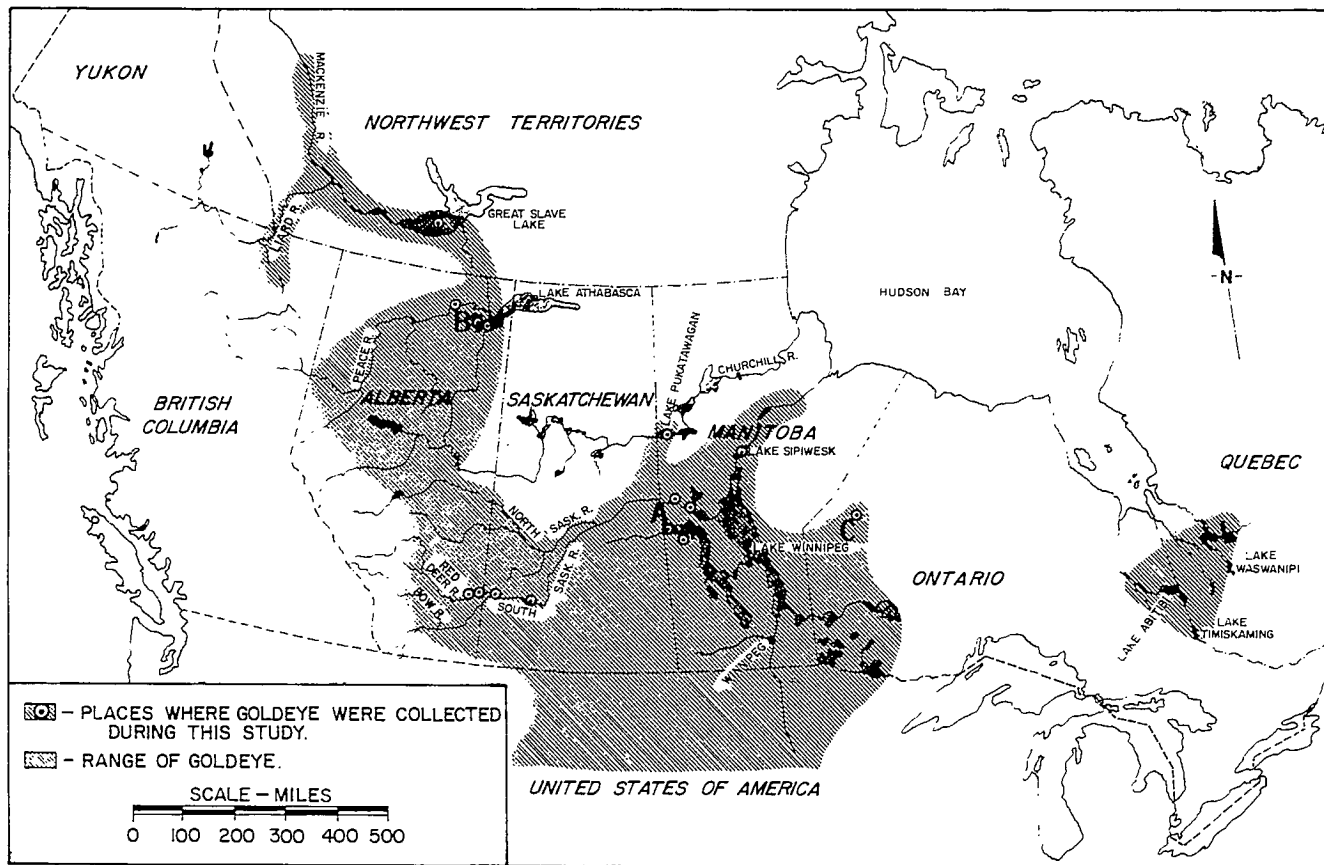 YUKON
MACKENZIE R.
NORTHWEST TERRITORIES
GREAT SLAVE
LAKE
LIARD R.
LAKE ATHABASCA
HUDSON BAY
N
B
PEACE R.
LAKE PUKATAWAGAN
CHURCHILL R.
BRITISH
COLUMBIA
ALBERTA
SASKATCHEWAN
MANITOBA
LAKE SIPIWESK
QUEBEC
NORTH SASK. R.
A
C
LAKE WINNIPEG
RED
DEER R.
BOW R.
SOUTH SASK. R.
ONTARIO
LAKE
WASWANIPI
LAKE ABITIBI
LAKE
TIMISKAMING
WINNIPEG
- PLACES WHERE GOLDEYE WERE COLLECTED
DURING THIS STUDY.
- RANGE OF GOLDEYE.
SCALE - MILES
0 100 200 300 400 500
UNITED STATES OF AMERICA